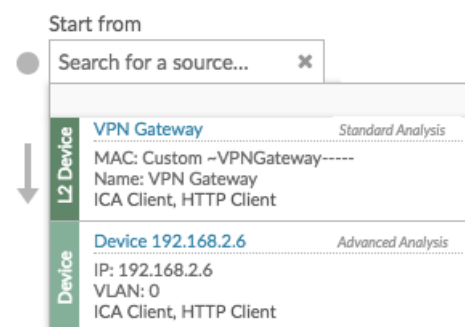 Start from
Search for a source... ✖
VPN Gateway Standard Analysis
L2 Device
MAC: Custom ~VPNGateway-----
Name: VPN Gateway
ICA Client, HTTP Client
Device 192.168.2.6 Advanced Analysis
Device
IP: 192.168.2.6
VLAN: 0
ICA Client, HTTP Client